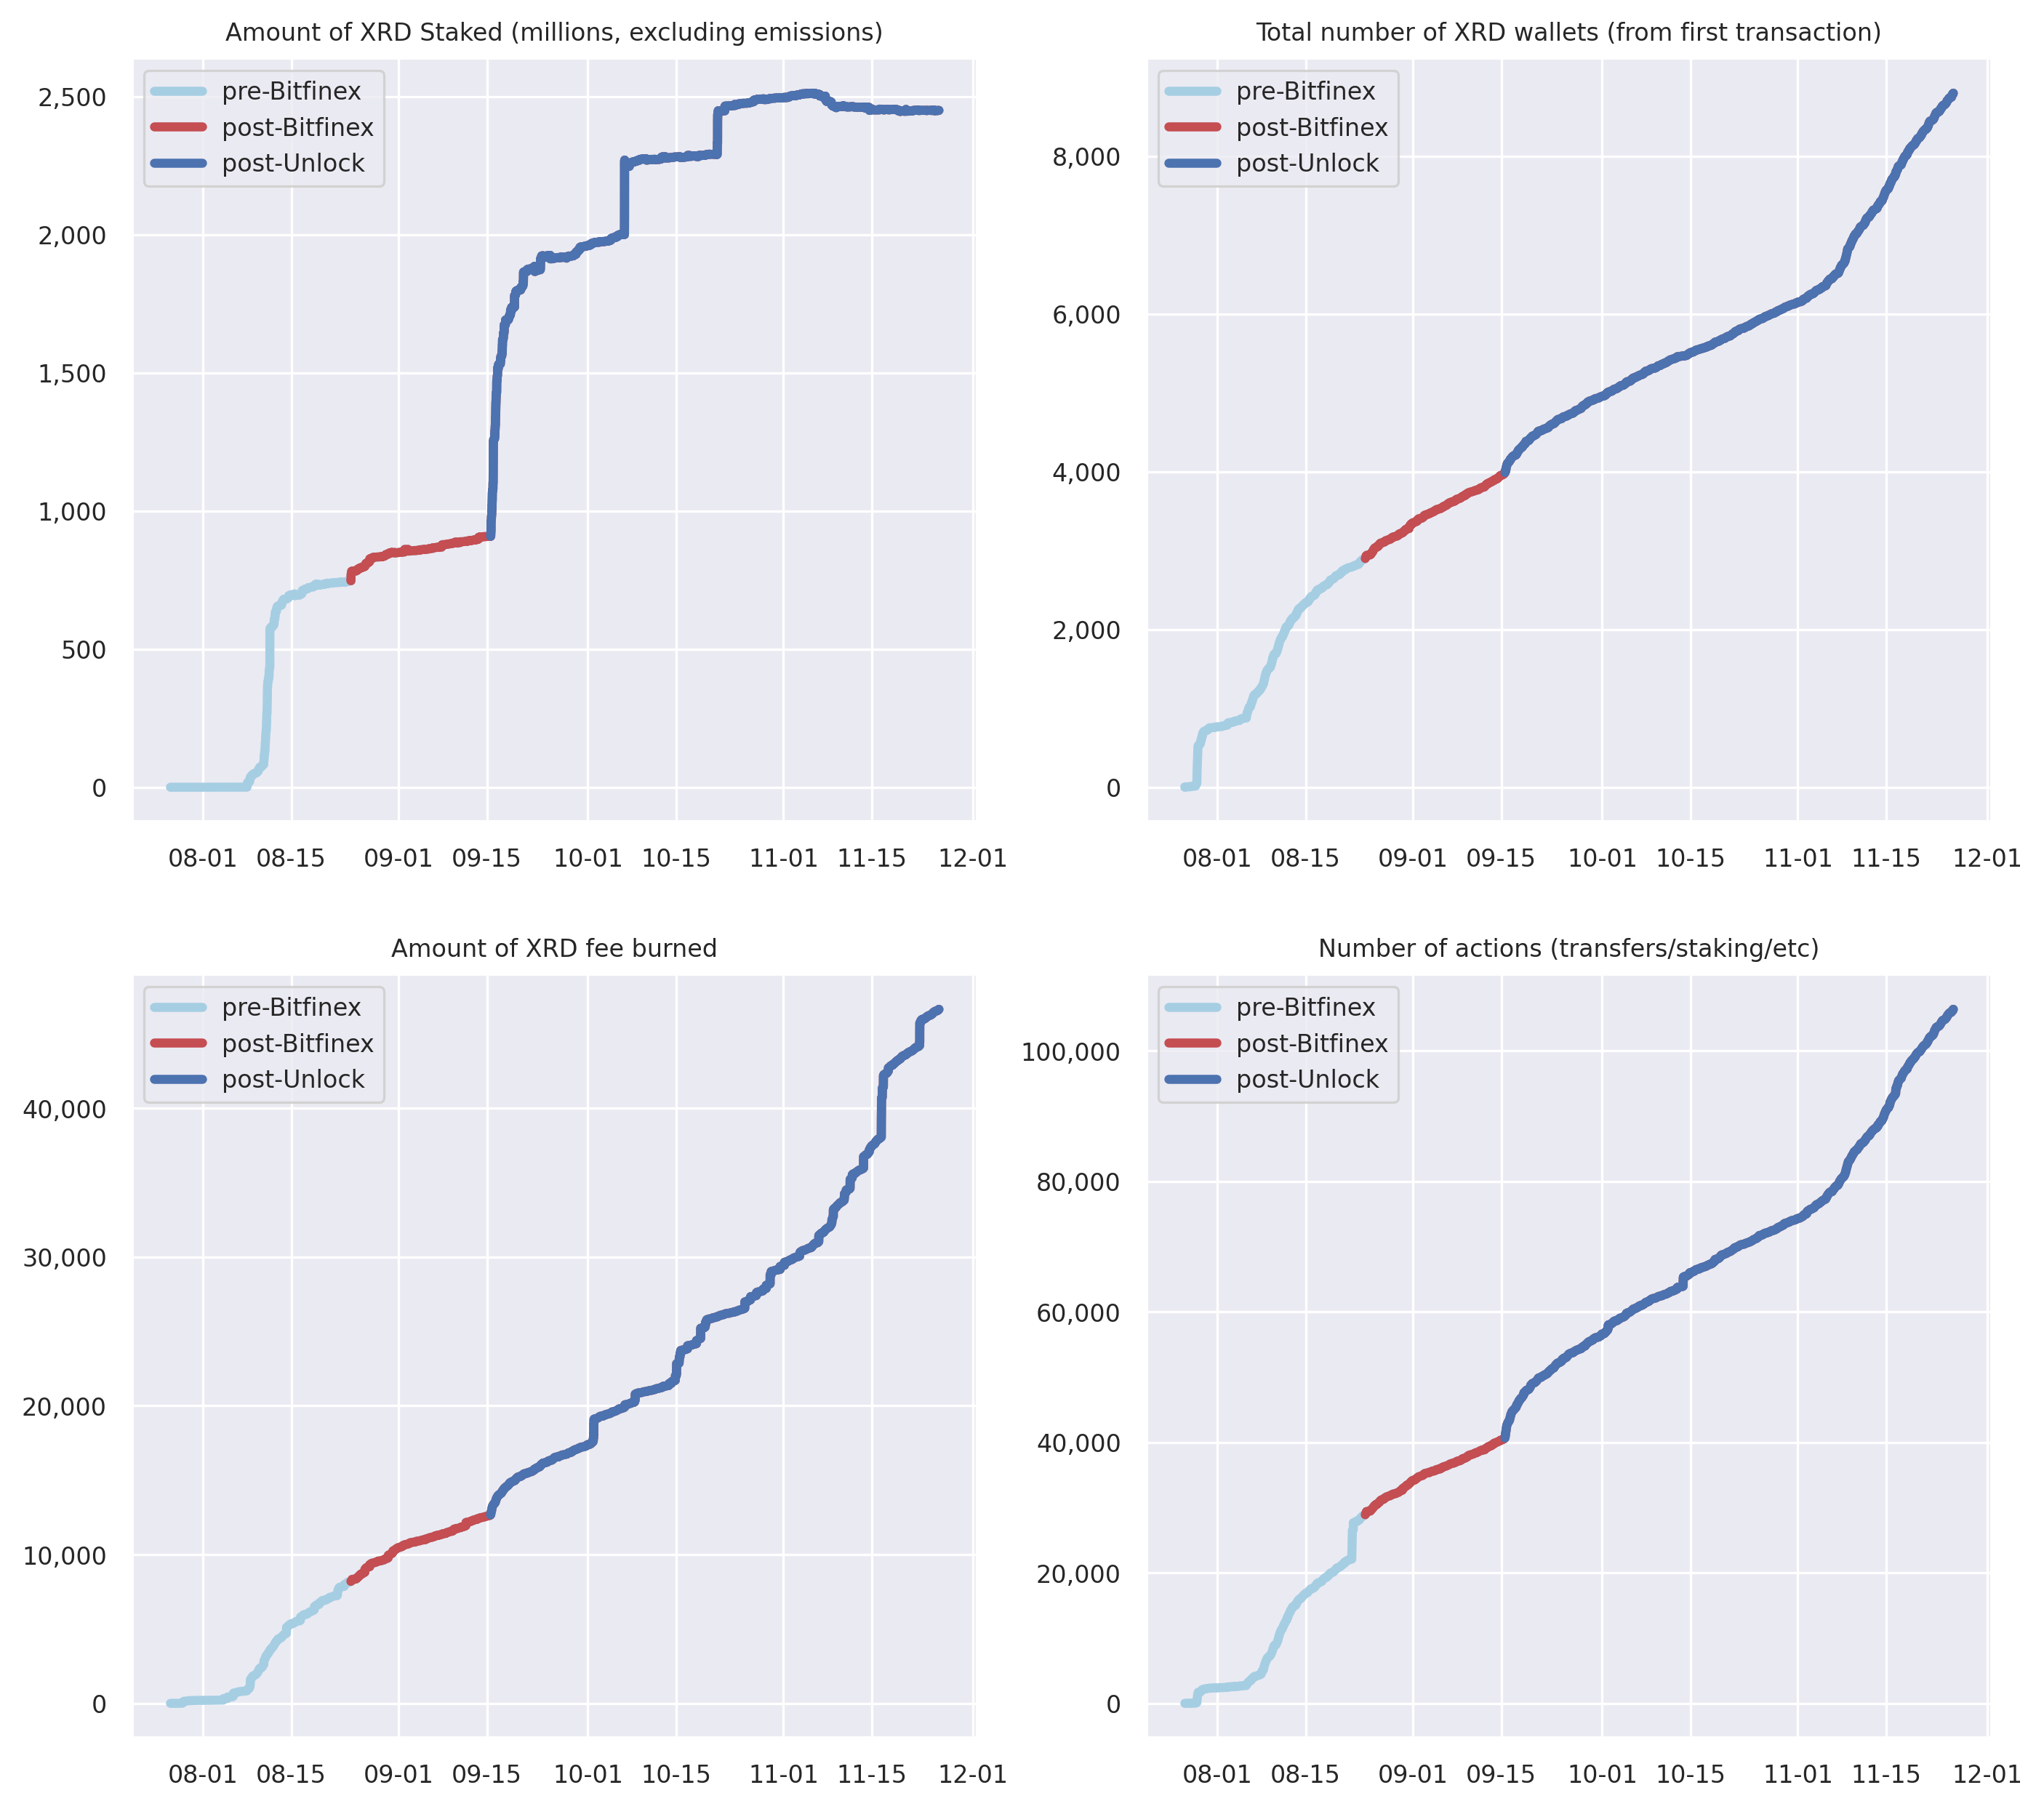 Amount of XRD Staked (millions, excluding emissions)
pre-Bitfinex
post-Bitfinex
post-Unlock
2,500
2,000
1,500
1,000
500
0
08-01 08-15 09-01 09-15 10-01 10-15 11-01 11-15 12-01
Total number of XRD wallets (from first transaction)
pre-Bitfinex
post-Bitfinex
post-Unlock
8,000
6,000
4,000
2,000
0
08-01 08-15 09-01 09-15 10-01 10-15 11-01 11-15 12-01
Amount of XRD fee burned
pre-Bitfinex
post-Bitfinex
post-Unlock
40,000
30,000
20,000
10,000
0
08-01 08-15 09-01 09-15 10-01 10-15 11-01 11-15 12-01
Number of actions (transfers/staking/etc)
pre-Bitfinex
post-Bitfinex
post-Unlock
100,000
80,000
60,000
40,000
20,000
0
08-01 08-15 09-01 09-15 10-01 10-15 11-01 11-15 12-01